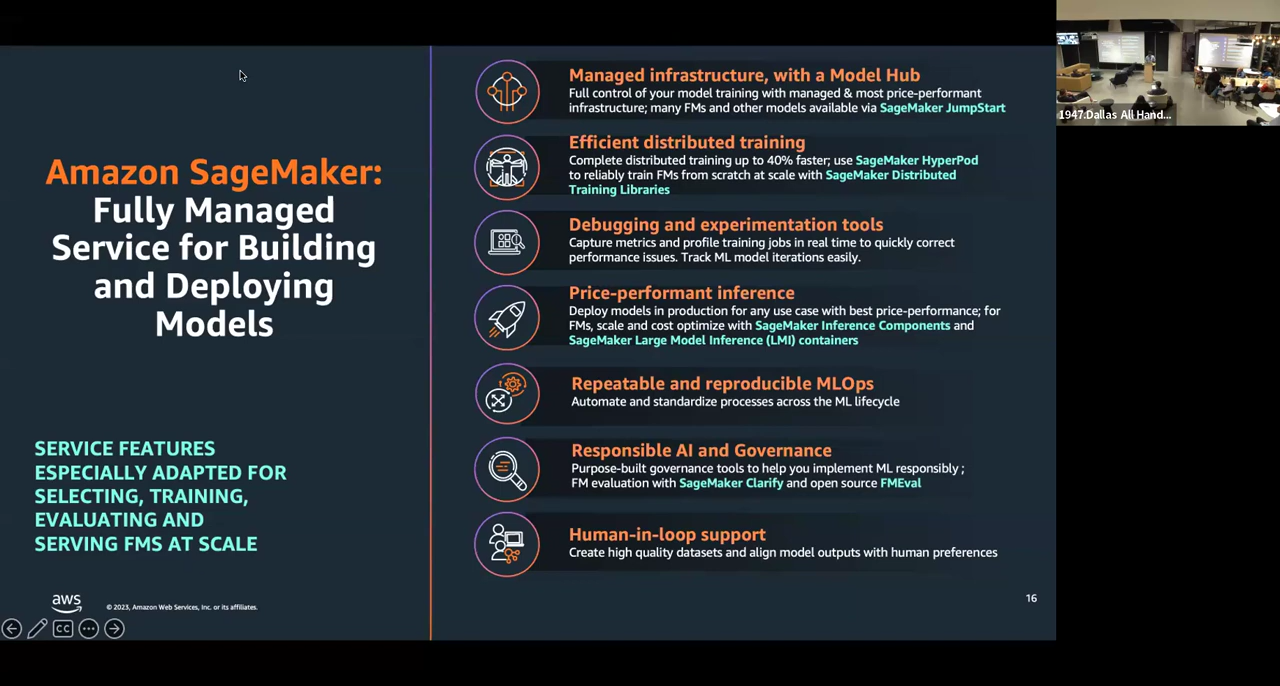 Amazon SageMaker:
Fully Managed
Service for Building
and Deploying
Models
SERVICE FEATURES
ESPECIALLY ADAPTED FOR
SELECTING, TRAINING,
EVALUATING AND
SERVING FMS AT SCALE
aws
© 2023, Amazon Web Services, Inc. or its affiliates.
CC
Managed infrastructure, with a Model Hub
Full control of your model training with managed & most price-performant
infrastructure; many FMs and other models available via SageMaker JumpStart
Efficient distributed training
Complete distributed training up to 40% faster; use SageMaker HyperPod
to reliably train FMs from scratch at scale with SageMaker Distributed
Training Libraries
Debugging and experimentation tools
Capture metrics and profile training jobs in real time to quickly correct
performance issues. Track ML model iterations easily.
Price-performant inference
Deploy models in production for any use case with best price-performance; for
FMs, scale and cost optimize with SageMaker Inference Components and
SageMaker Large Model Inference (LMI) containers
Repeatable and reproducible MLOps
Automate and standardize processes across the ML lifecycle
Responsible AI and Governance
Purpose-built governance tools to help you implement ML responsibly ;
FM evaluation with SageMaker Clarify and open source FMEval
Human-in-loop support
Create high quality datasets and align model outputs with human preferences
16
1947.Dallas All Hand...